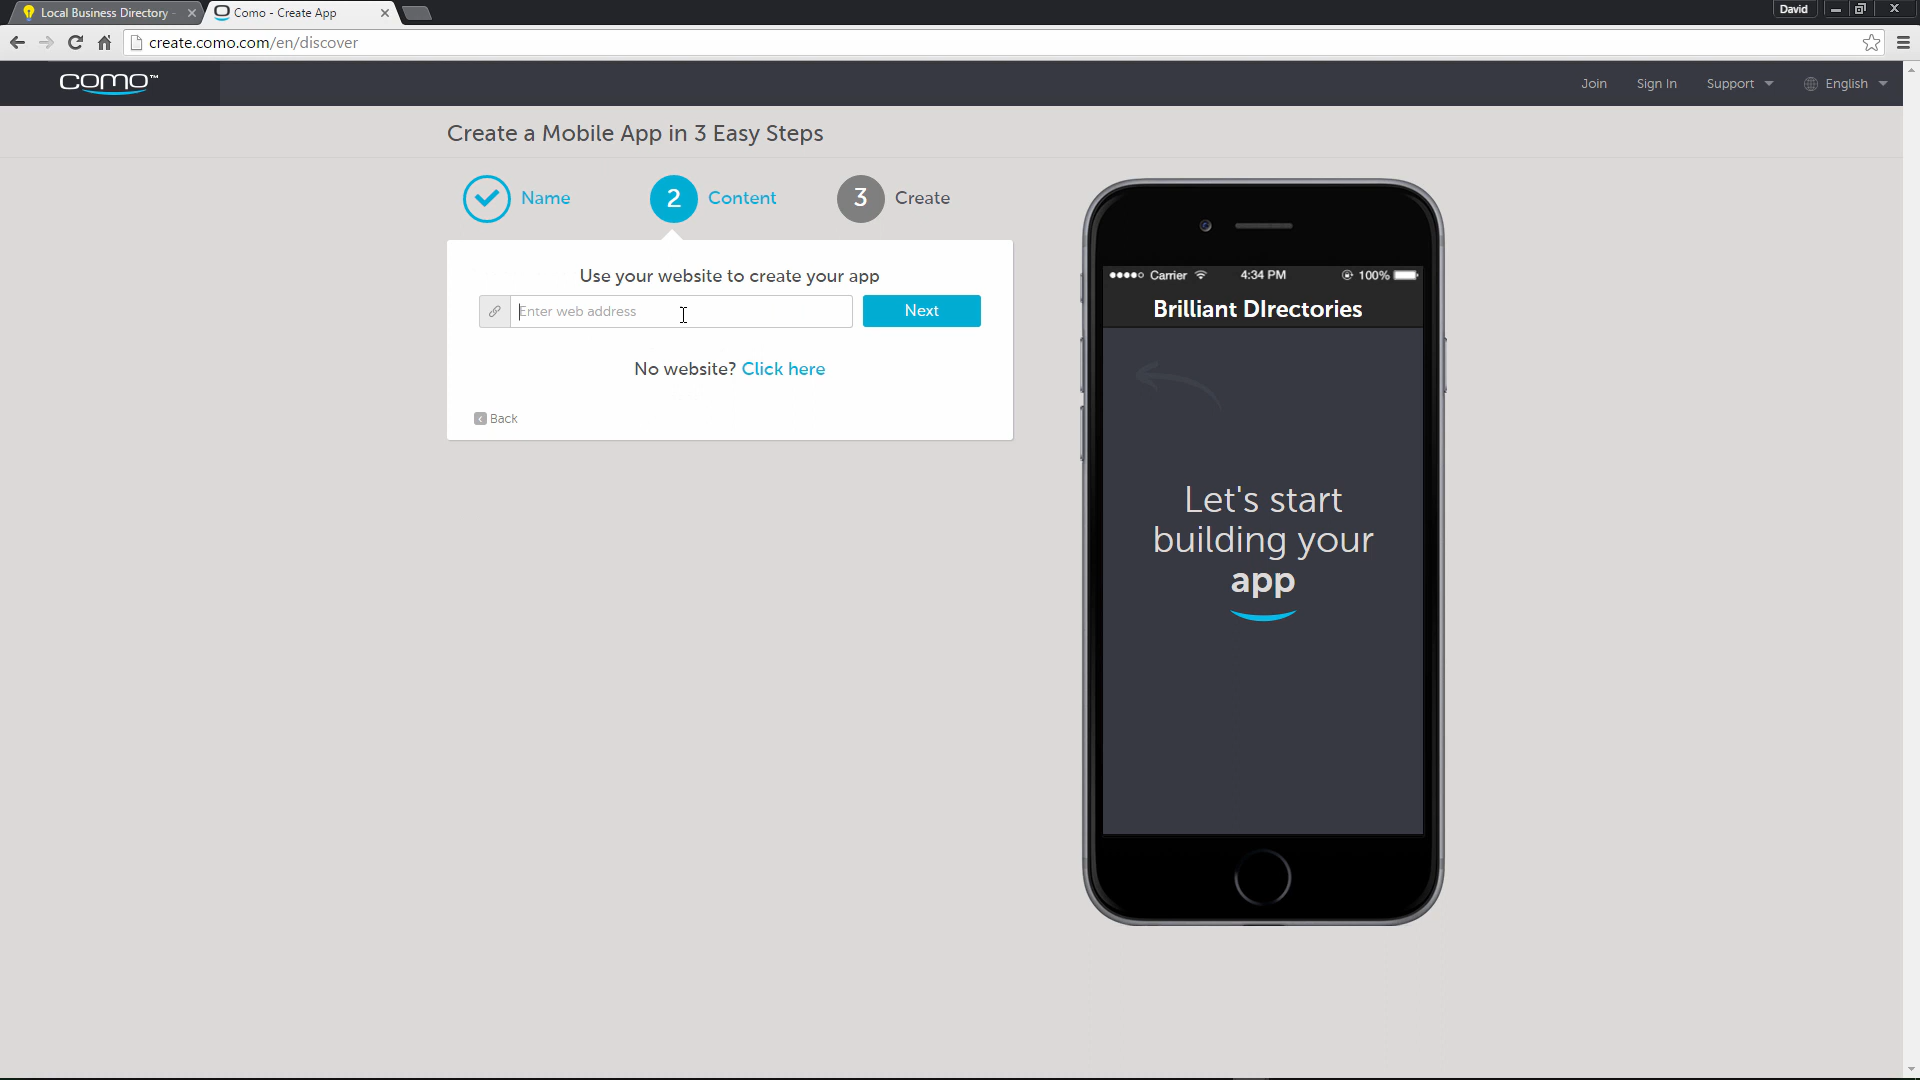 Local Business Directory -
Como - Create App
David
create.como.com/en/discover
como™
Join
Sign In
Support
English
Create a Mobile App in 3 Easy Steps
Name
2
Content
3
Create
Use your website to create your app
Enter web address
Next
No website? Click here
Back
Carrier
4:34 PM
100%
Brilliant DIrectories
Let's start
building your
app